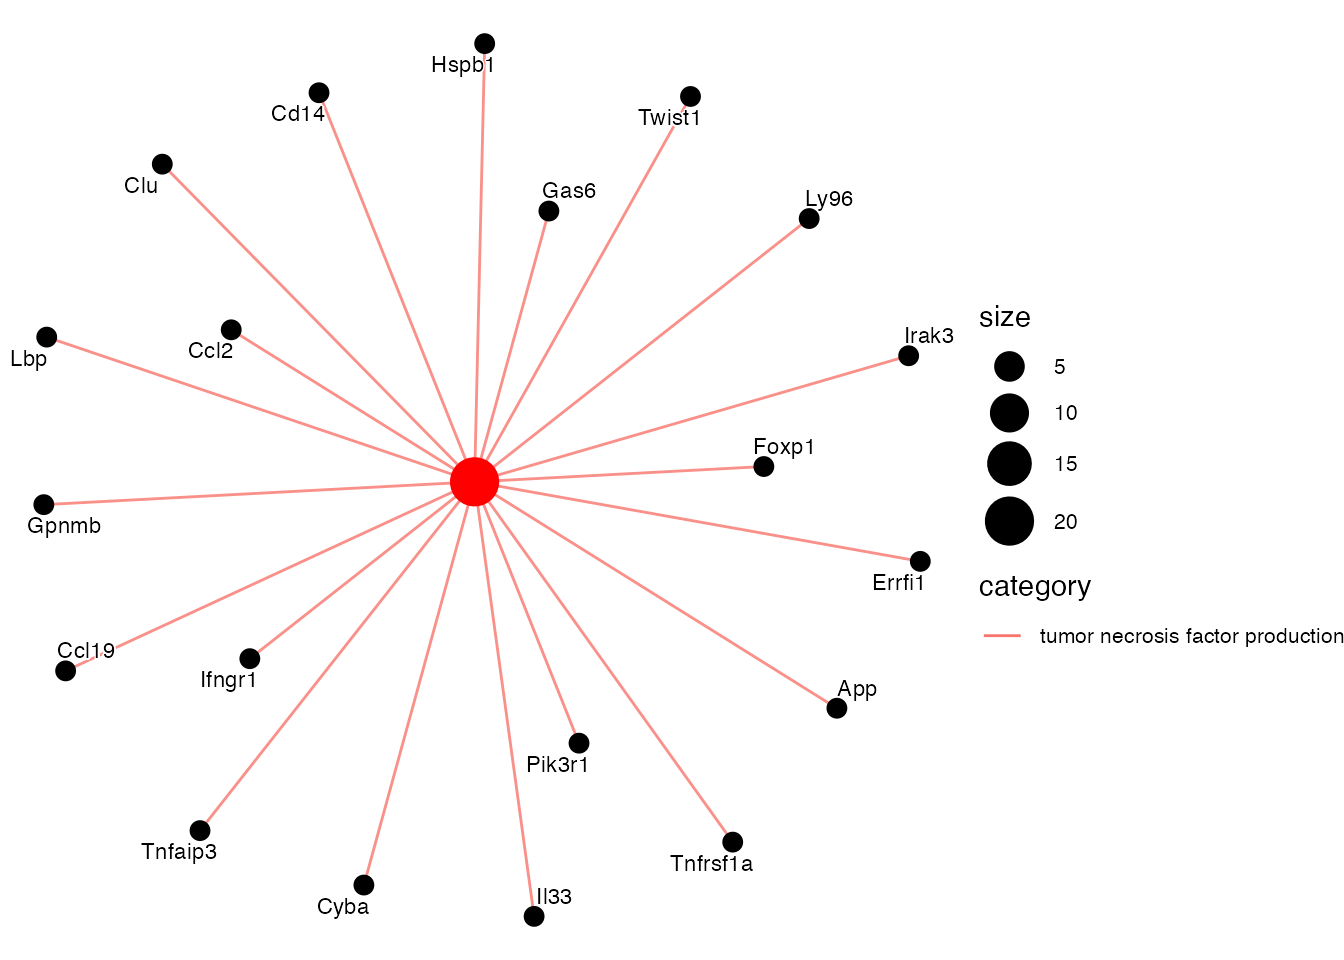 Hspb1
Cd14
Twist1
Clu
Gas6
Ly96
Lbp
Ccl2
Irak3
Foxp1
Gpnmb
Errfi1
Ccl19
Ifngr1
App
Pik3r1
Tnfaip3
Tnfrsf1a
Cyba
Il33
size
5
10
15
20
category
tumor necrosis factor production